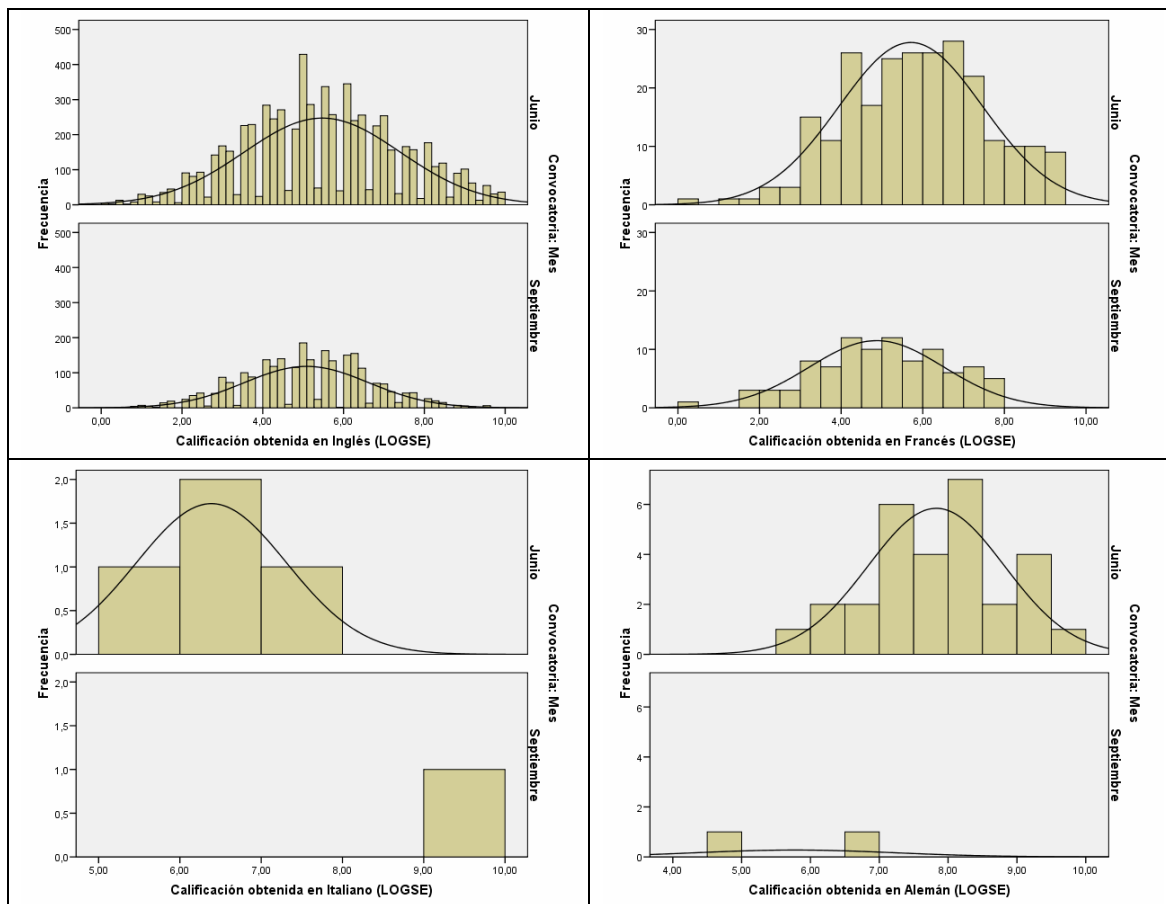 500
400
300
200
100
0
Frecuencia
Junio
500
400
300
200
100
0
Septiembre
Convocatoria: Mes
0,00 2,00 4,00 6,00 8,00 10,00
Calificación obtenida en Inglés (LOGSE)
30
20
10
0
Frecuencia
Junio
30
20
10
0
Septiembre
Convocatoria: Mes
0,00 2,00 4,00 6,00 8,00 10,00
Calificación obtenida en Francés (LOGSE)
2,0
1,5
1,0
0,5
0,0
Frecuencia
Junio
2,0
1,5
1,0
0,5
0,0
Septiembre
Convocatoria: Mes
5,00 6,00 7,00 8,00 9,00 10,00
Calificación obtenida en Italiano (LOGSE)
6
4
2
0
Frecuencia
Junio
6
4
2
0
Septiembre
Convocatoria: Mes
4,00 5,00 6,00 7,00 8,00 9,00 10,00
Calificación obtenida en Alemán (LOGSE)